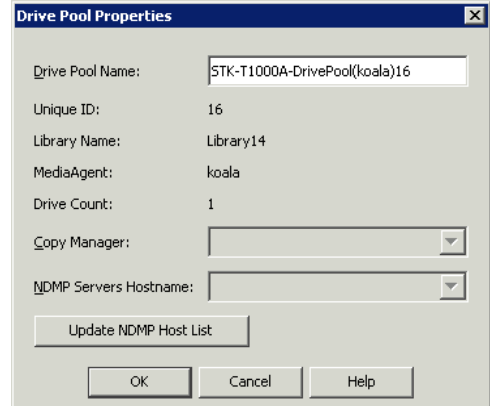 Drive Pool Properties
Drive Pool Name: STK-T1000A-DrivePool(koala)16
Unique ID: 16
Library Name: Library14
MediaAgent: koala
Drive Count: 1
Copy Manager:
NDMP Servers Hostname:
Update NDMP Host List
OK Cancel Help